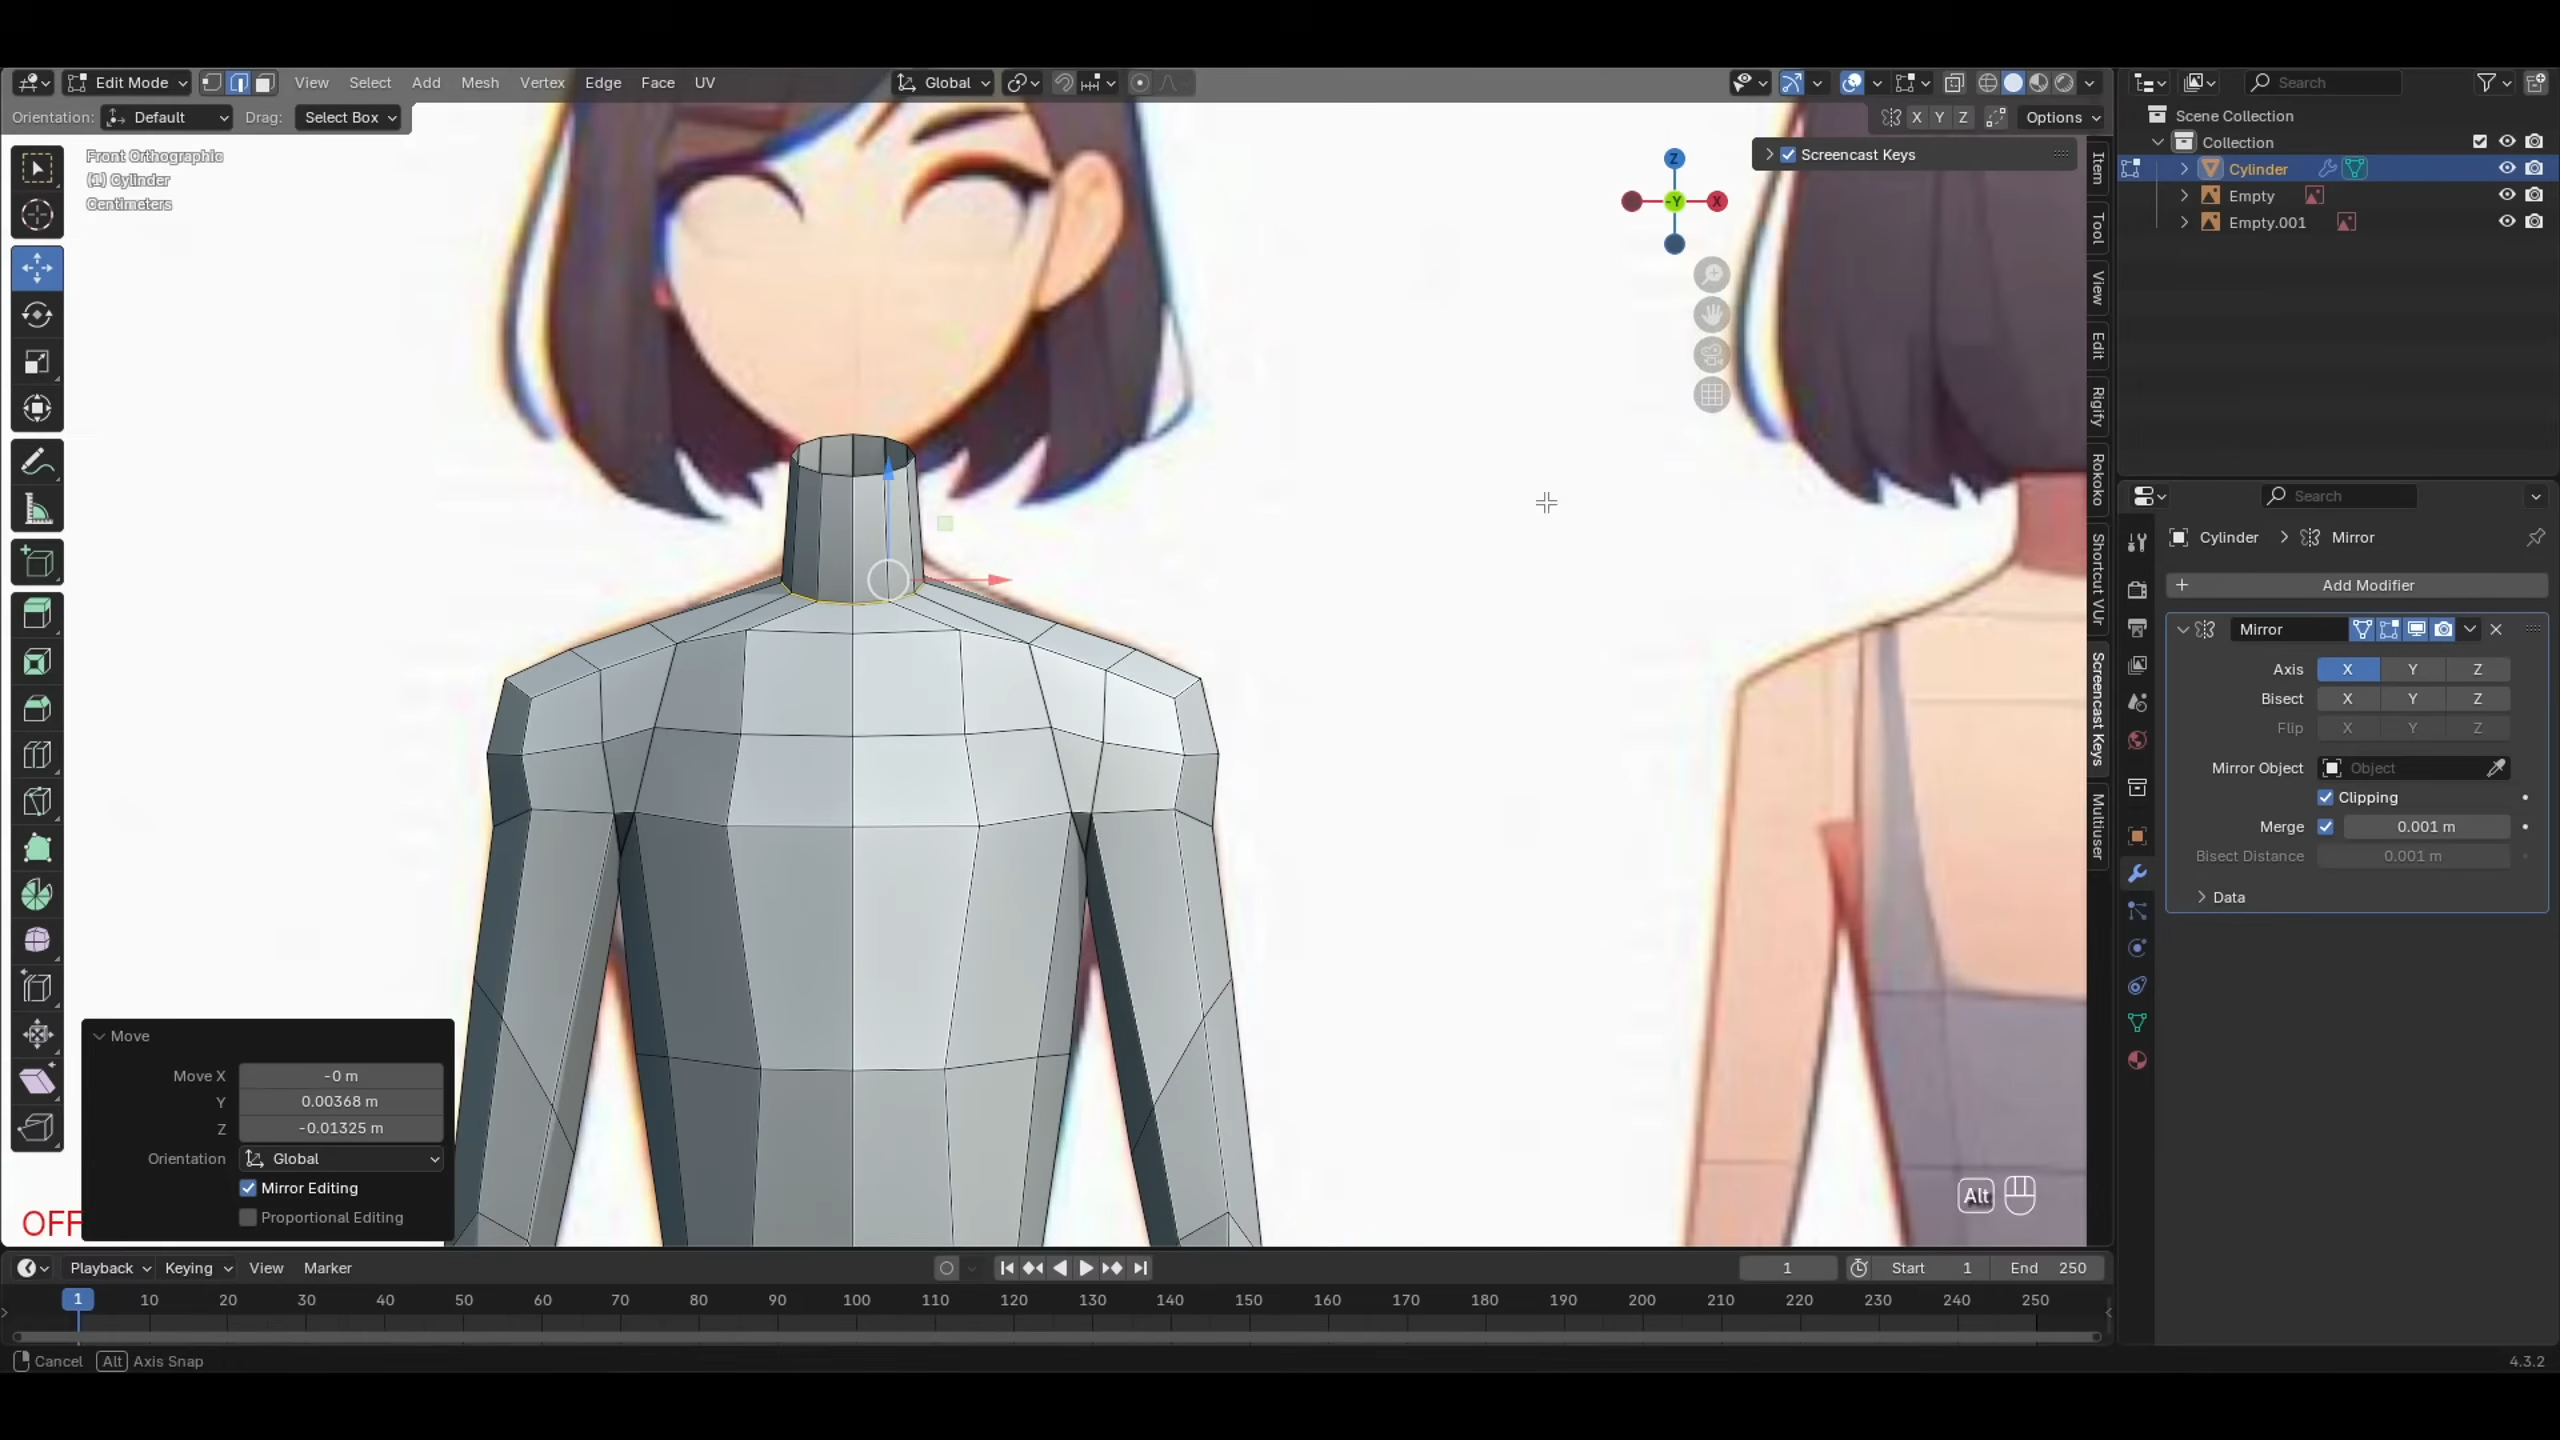 Edit Mode View Select Add Mesh Vertex Edge Face UV Global
Orientation: Default Drag: Select Box X Y Z Options
Front Orthographic
(1) Cylinder
Centimeters
Screencast Keys
Z
-Y X
Item
Tool
View
Edit
Rigify
Rokoko
Shortcut VUr
Screencast Keys
Multiuser
Move
Move X -0 m
Y 0.00368 m
Z -0.01325 m
Orientation Global
Mirror Editing
Proportional Editing
OFF
Alt
Search
Scene Collection
Collection
Cylinder
Empty
Empty.001
Search
Cylinder > Mirror
+ Add Modifier
Mirror
Axis X Y Z
Bisect X Y Z
Flip X Y Z
Mirror Object Object
Clipping
Merge 0.001 m
Bisect Distance 0.001 m
Data
Playback Keying View Marker 1 Start 1 End 250
1 10 20 30 40 50 60 70 80 90 100 110 120 130 140 150 160 170 180 190 200 210 220 230 240 250
Cancel Alt Axis Snap 4.3.2